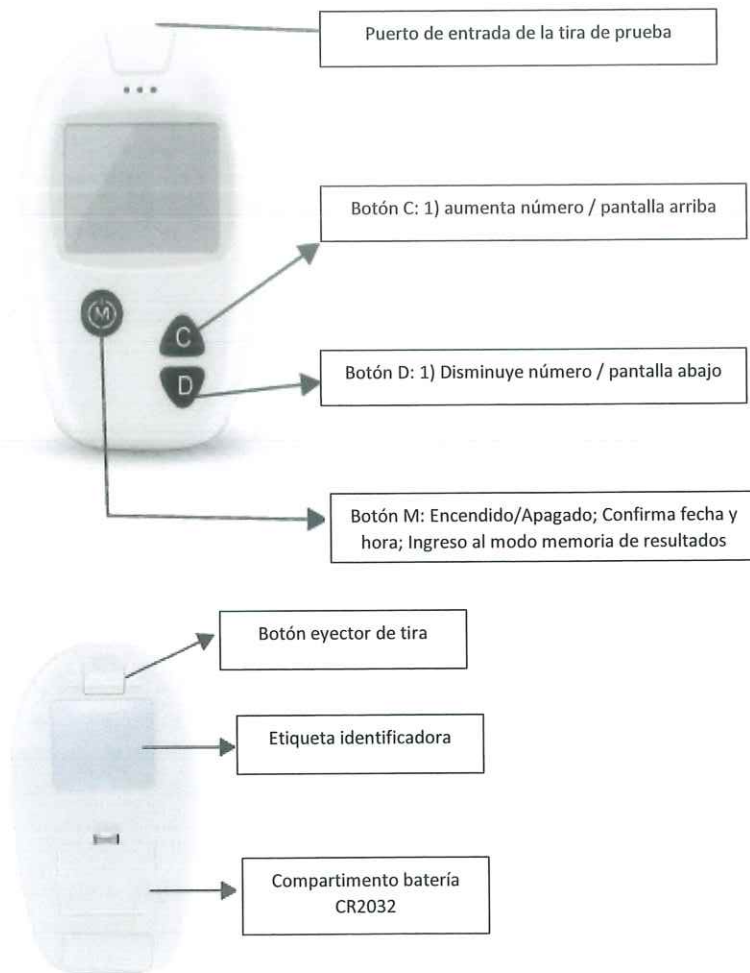 Puerto de entrada de la tira de prueba
Botón C: 1) aumenta número / pantalla arriba
M
C
D
Botón D: 1) Disminuye número / pantalla abajo
Botón M: Encendido/Apagado; Confirma fecha y
hora; Ingreso al modo memoria de resultados
Botón eyector de tira
Etiqueta identificadora
Compartimento batería
CR2032